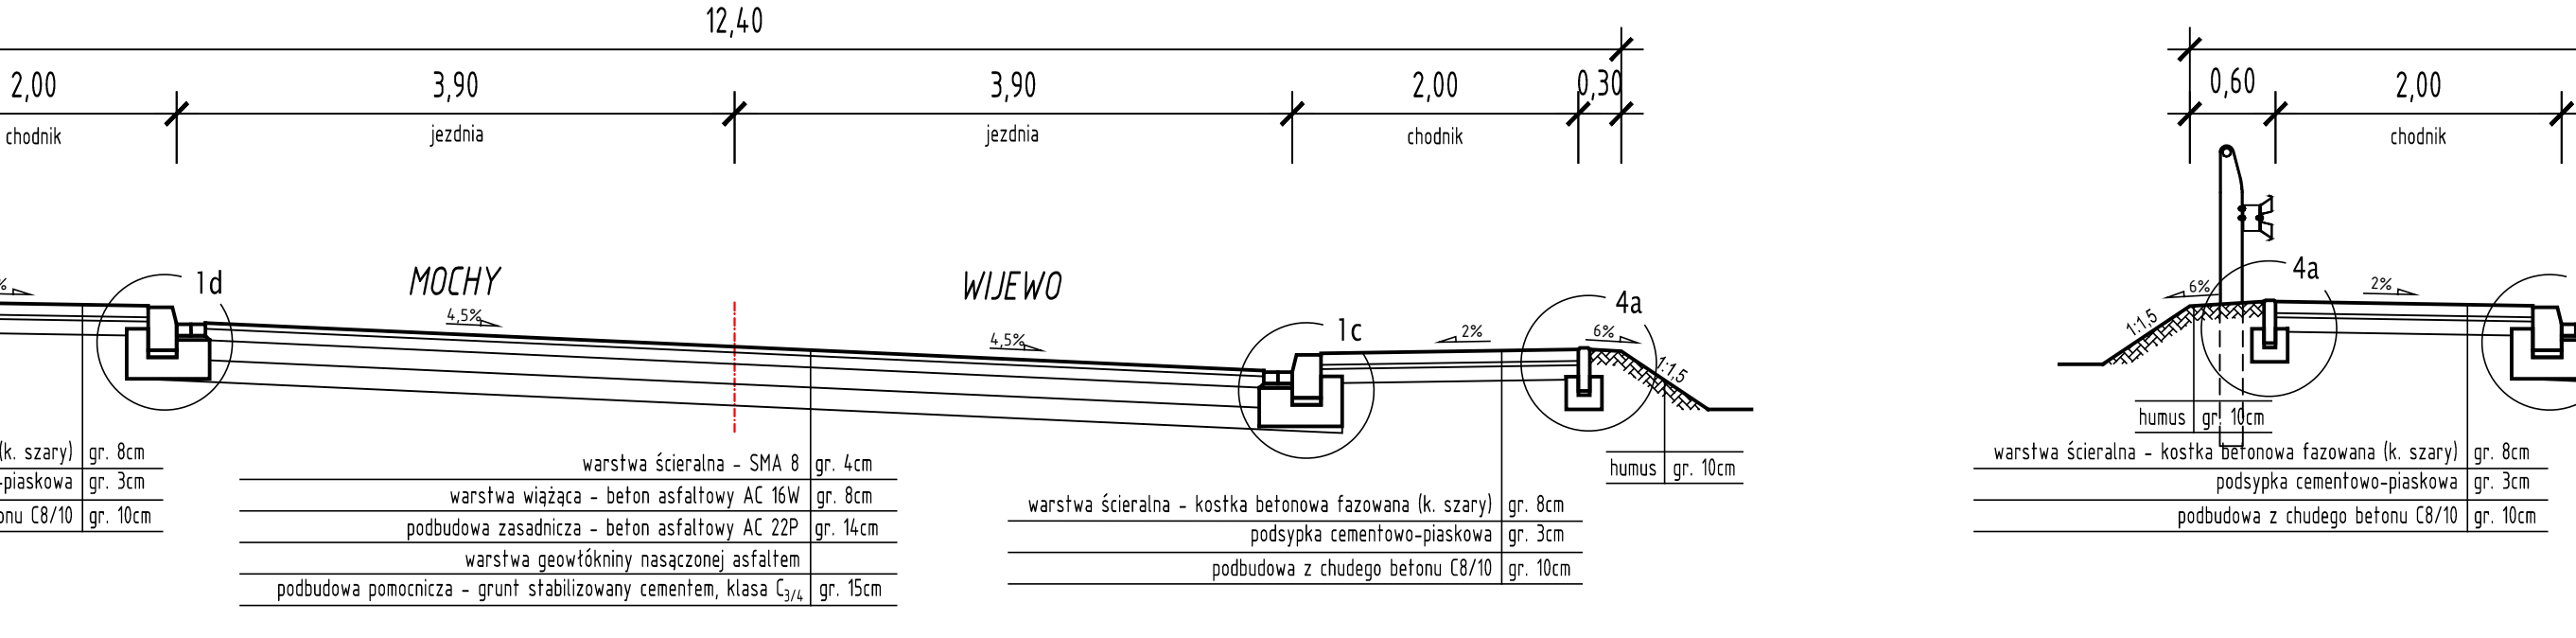 12,40
2,00 3,90 3,90 2,00 0,30 0,60 2,00
chodnik jezdnia jezdnia chodnik chodnik
1d MOCHY WIJEWO 1c 4a 4a
% 4,5% 4,5% 2% 6% 1:1,5 1:1,5 6% 2%
(k. szary) gr. 8cm
-piaskowa gr. 3cm
onu C8/10 gr. 10cm
warstwa ścieralna - SMA 8 gr. 4cm
warstwa wiążąca - beton asfaltowy AC 16W gr. 8cm
podbudowa zasadnicza - beton asfaltowy AC 22P gr. 14cm
warstwa geowłókniny nasączonej asfaltem
podbudowa pomocnicza - grunt stabilizowany cementem, klasa C3/4 gr. 15cm
warstwa ścieralna - kostka betonowa fazowana (k. szary) gr. 8cm
podsypka cementowo-piaskowa gr. 3cm
podbudowa z chudego betonu C8/10 gr. 10cm
humus gr. 10cm
humus gr. 10cm
warstwa ścieralna - kostka betonowa fazowana (k. szary) gr. 8cm
podsypka cementowo-piaskowa gr. 3cm
podbudowa z chudego betonu C8/10 gr. 10cm